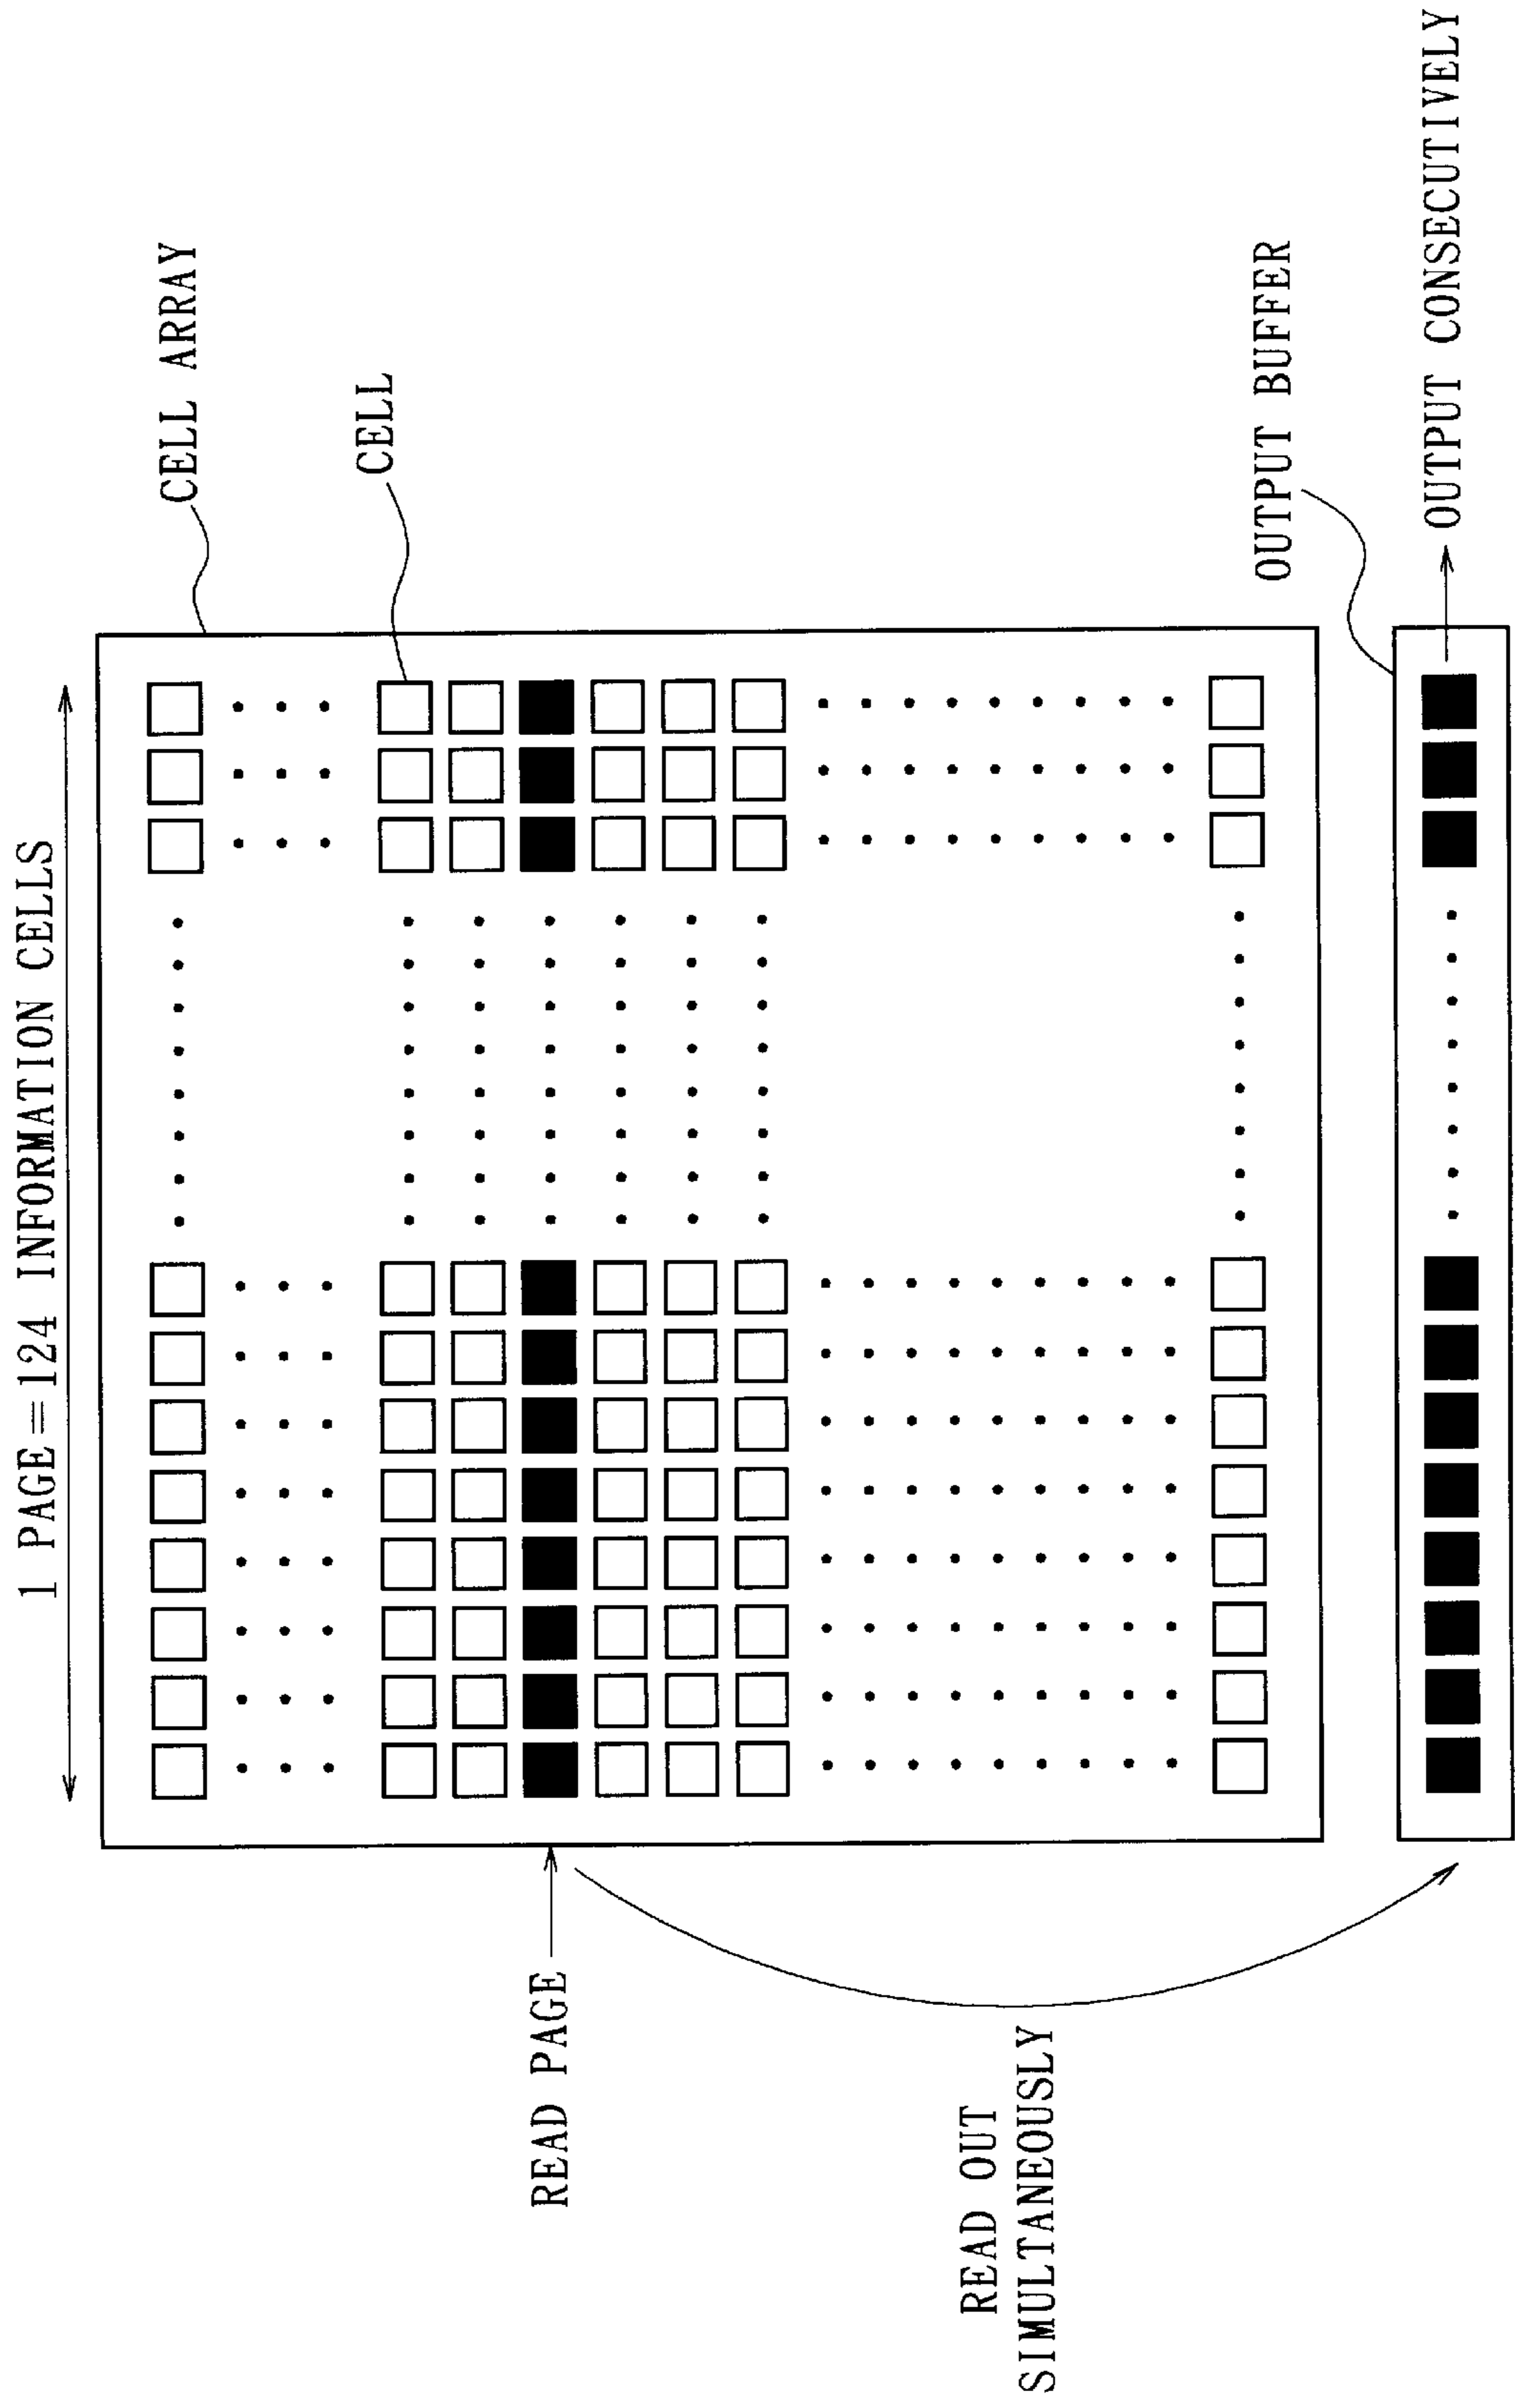 1 PAGE=124 INFORMATION CELLS
CELL ARRAY
CELL
READ PAGE
READ OUT
SIMULTANEOUSLY
OUTPUT BUFFER
OUTPUT CONSECUTIVELY